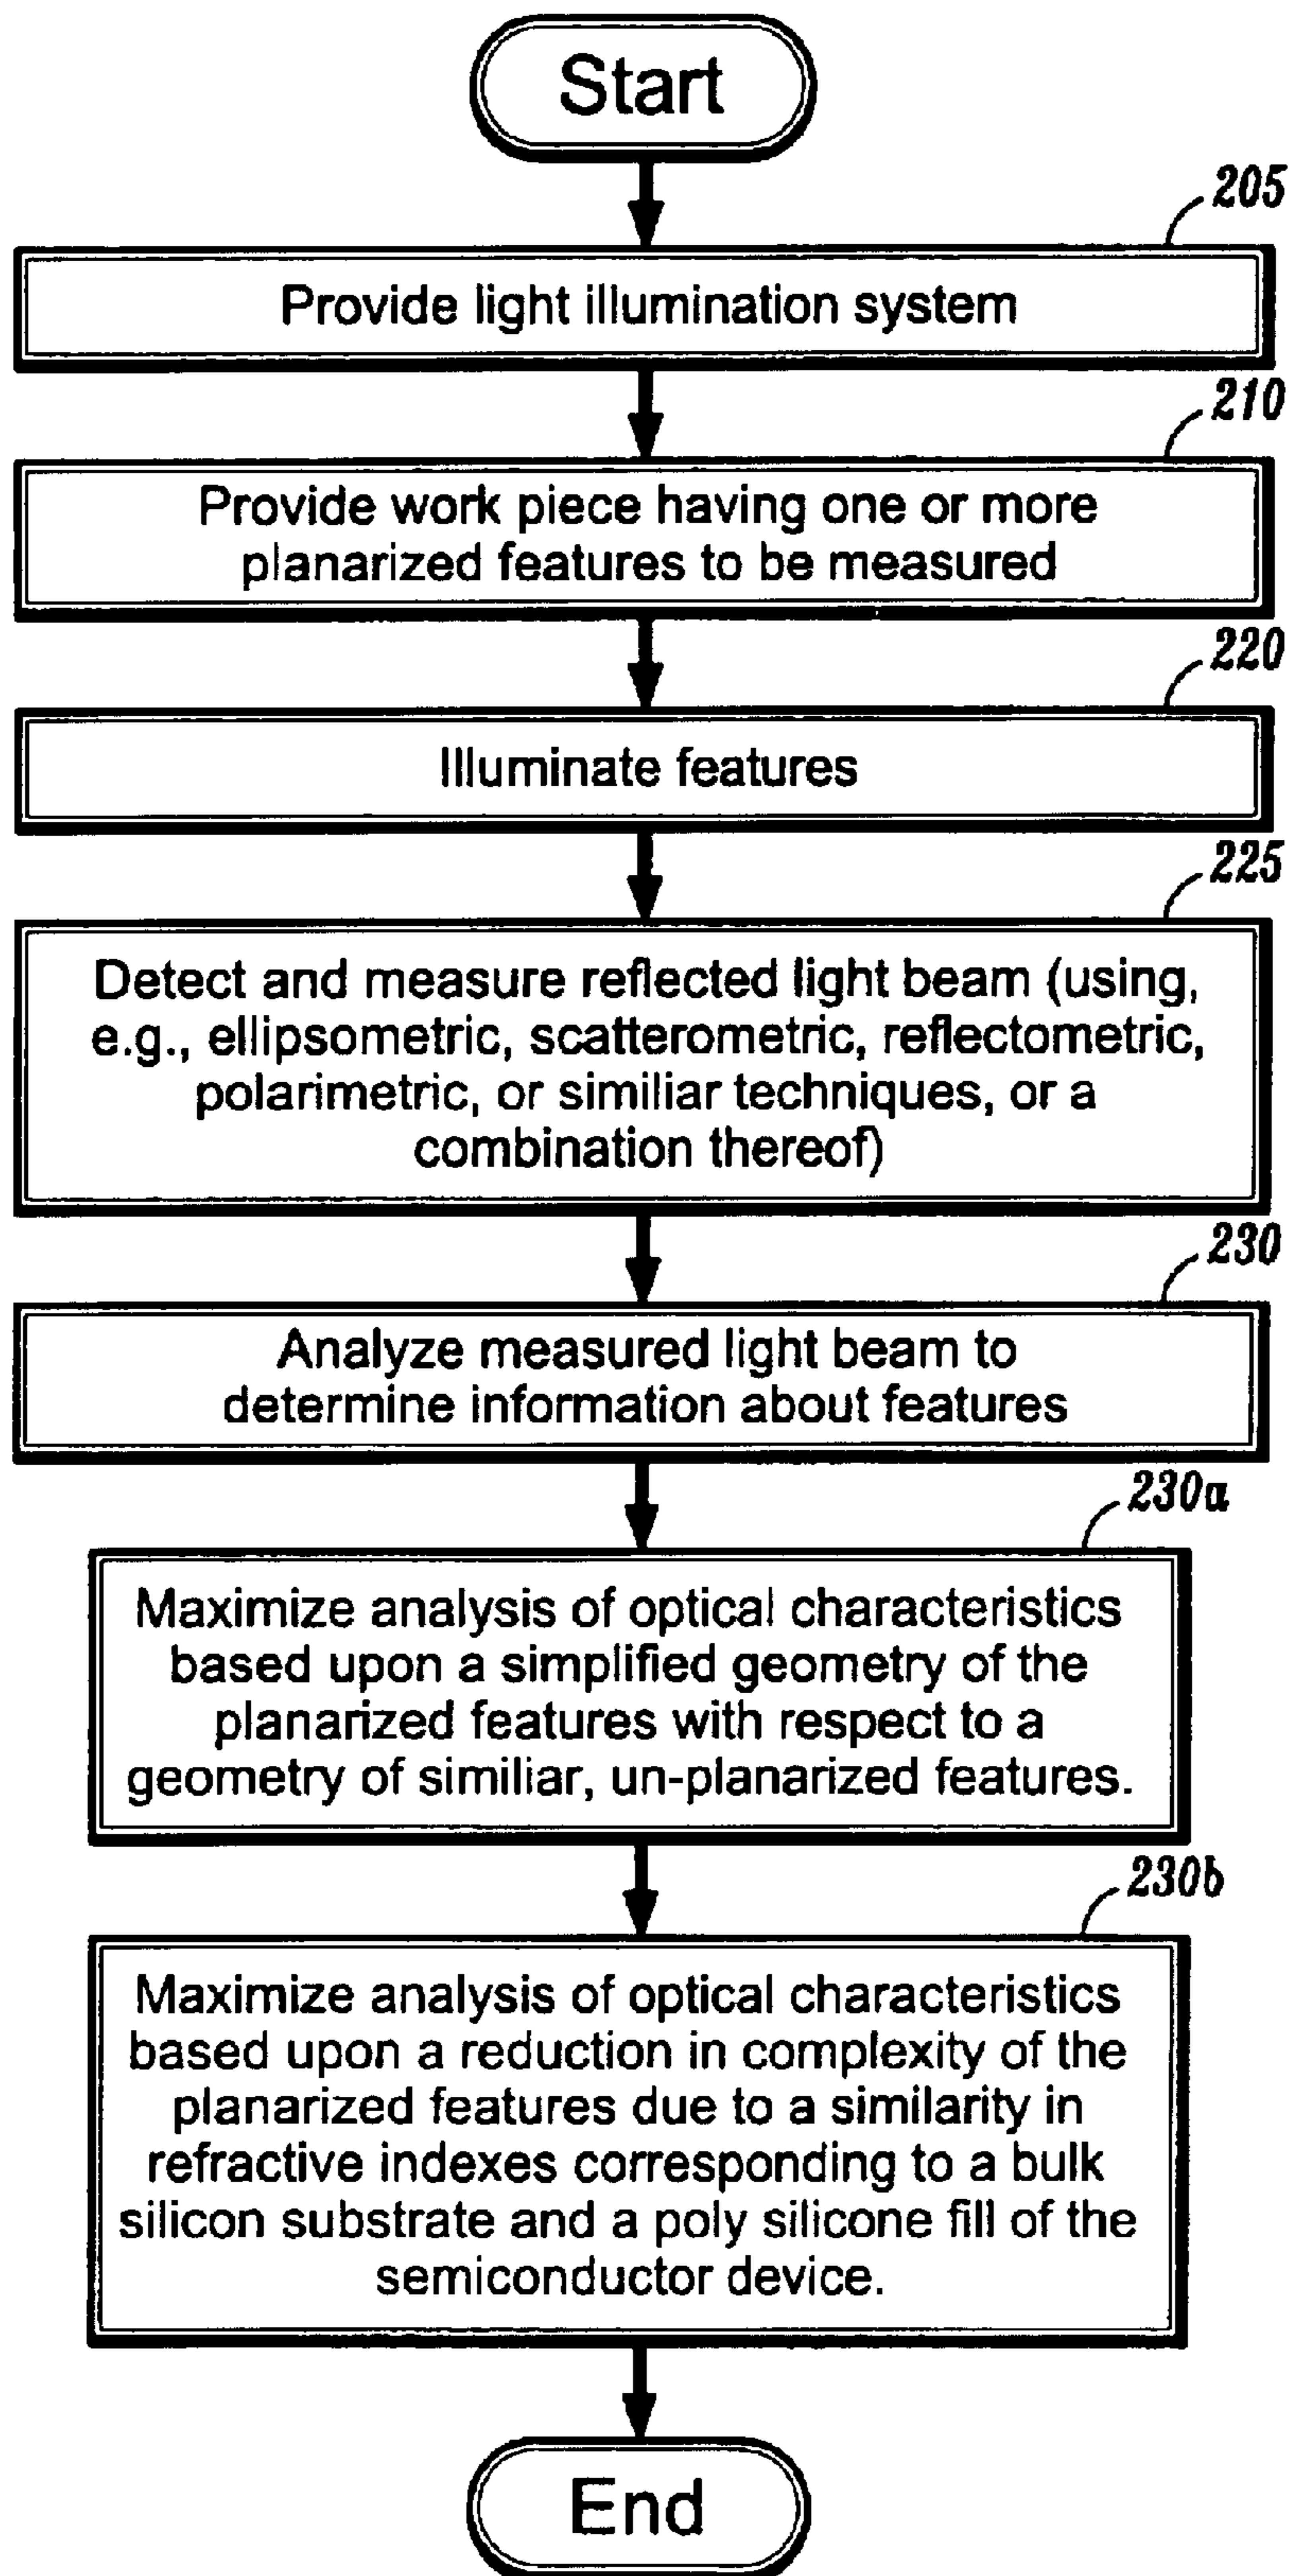 Start
205
Provide light illumination system
210
Provide work piece having one or more
planarized features to be measured
220
Illuminate features
225
Detect and measure reflected light beam (using,
e.g., ellipsometric, scatterometric, reflectometric,
polarimetric, or similiar techniques, or a
combination thereof)
230
Analyze measured light beam to
determine information about features
230a
Maximize analysis of optical characteristics
based upon a simplified geometry of the
planarized features with respect to a
geometry of similiar, un-planarized features.
230b
Maximize analysis of optical characteristics
based upon a reduction in complexity of the
planarized features due to a similarity in
refractive indexes corresponding to a bulk
silicon substrate and a poly silicone fill of the
semiconductor device.
End